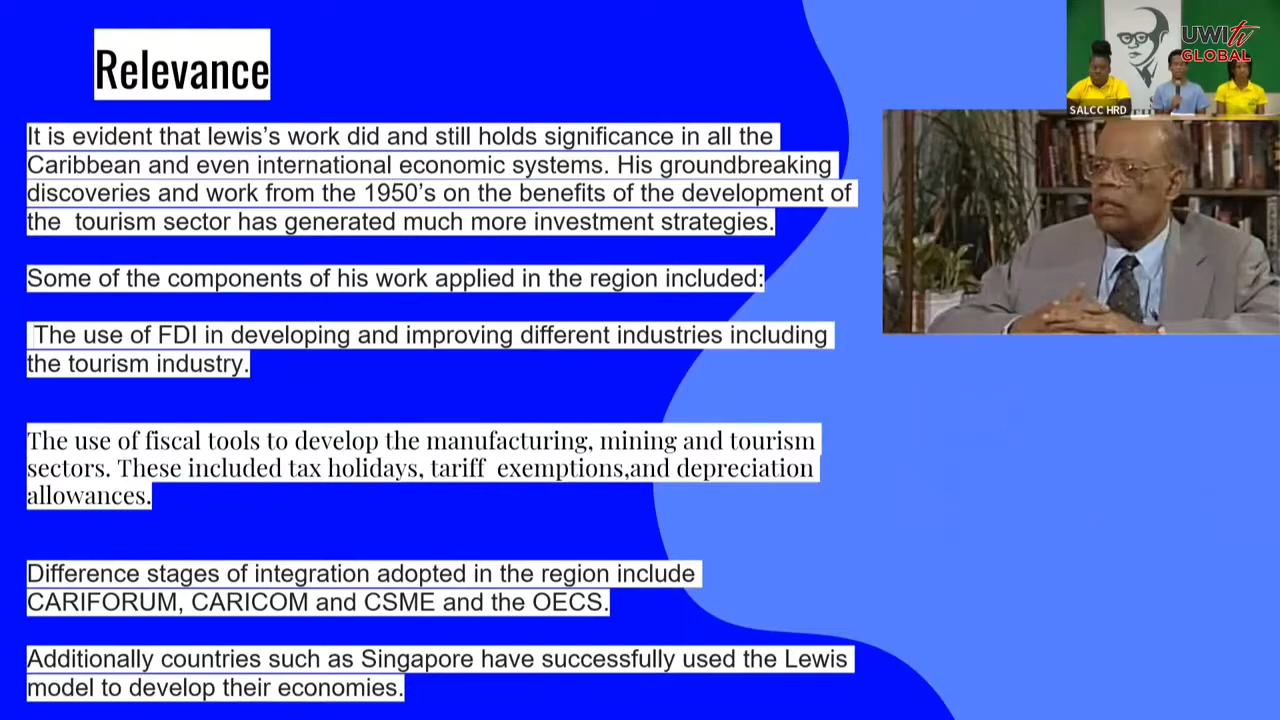 Relevance
UWI tv
GLOBAL
SALCC HRD
It is evident that lewis's work did and still holds significance in all the
Caribbean and even international economic systems. His groundbreaking
discoveries and work from the 1950's on the benefits of the development of
the  tourism sector has generated much more investment strategies.
Some of the components of his work applied in the region included:
The use of FDI in developing and improving different industries including
the tourism industry.
The use of fiscal tools to develop the manufacturing, mining and tourism
sectors. These included tax holidays, tariff  exemptions,and depreciation
allowances.
Difference stages of integration adopted in the region include
CARIFORUM, CARICOM and CSME and the OECS.
Additionally countries such as Singapore have successfully used the Lewis
model to develop their economies.